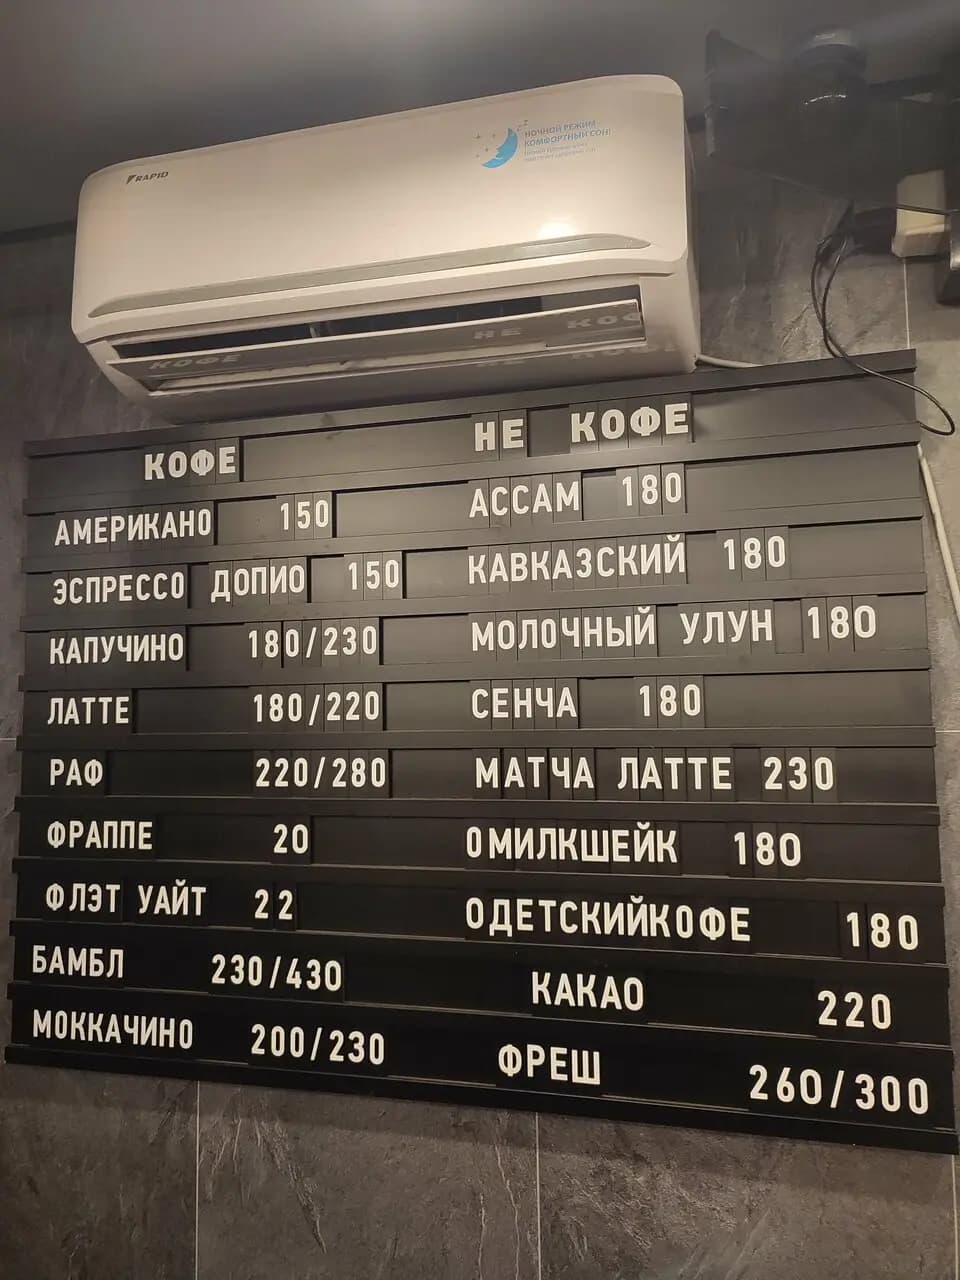 RAPID
НОЧНОЙ РЕЖИМ
КОМФОРТНЫЙ СОН!
КОФЕ НЕ КОФЕ
КОФЕ НЕ КОФЕ
АМЕРИКАНО 150 АССАМ 180
ЭСПРЕССО ДОПИО 150 КАВКАЗСКИЙ 180
КАПУЧИНО 180/230 МОЛОЧНЫЙ УЛУН 180
ЛАТТЕ 180/220 СЕНЧА 180
РАФ 220/280 МАТЧА ЛАТТЕ 230
ФРАППЕ 20 0МИЛКШЕЙК 180
ФЛЭТ УАЙТ 22 0ДЕТСКИЙКОФЕ 180
БАМБЛ 230/430 КАКАО 220
МОККАЧИНО 200/230 ФРЕШ 260/300